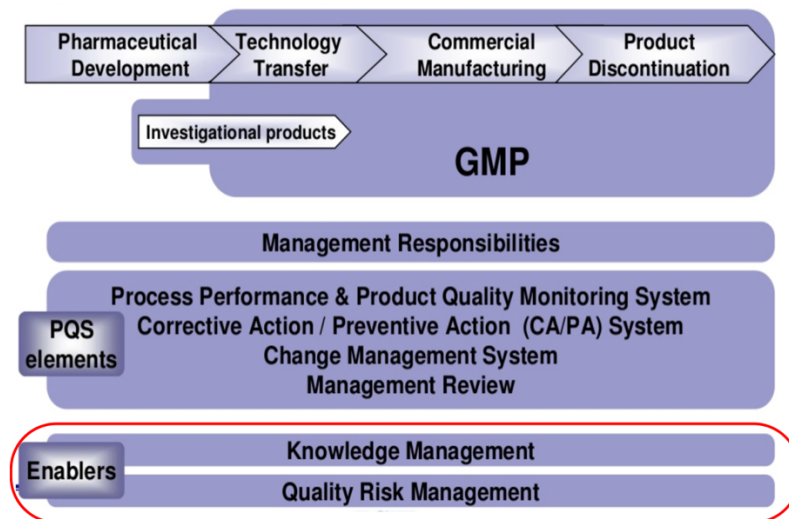 Pharmaceutical
Development
Technology
Transfer
Commercial
Manufacturing
Product
Discontinuation
Investigational products
GMP
Management Responsibilities
PQS
elements
Process Performance & Product Quality Monitoring System
Corrective Action / Preventive Action (CA/PA) System
Change Management System
Management Review
Enablers
Knowledge Management
Quality Risk Management